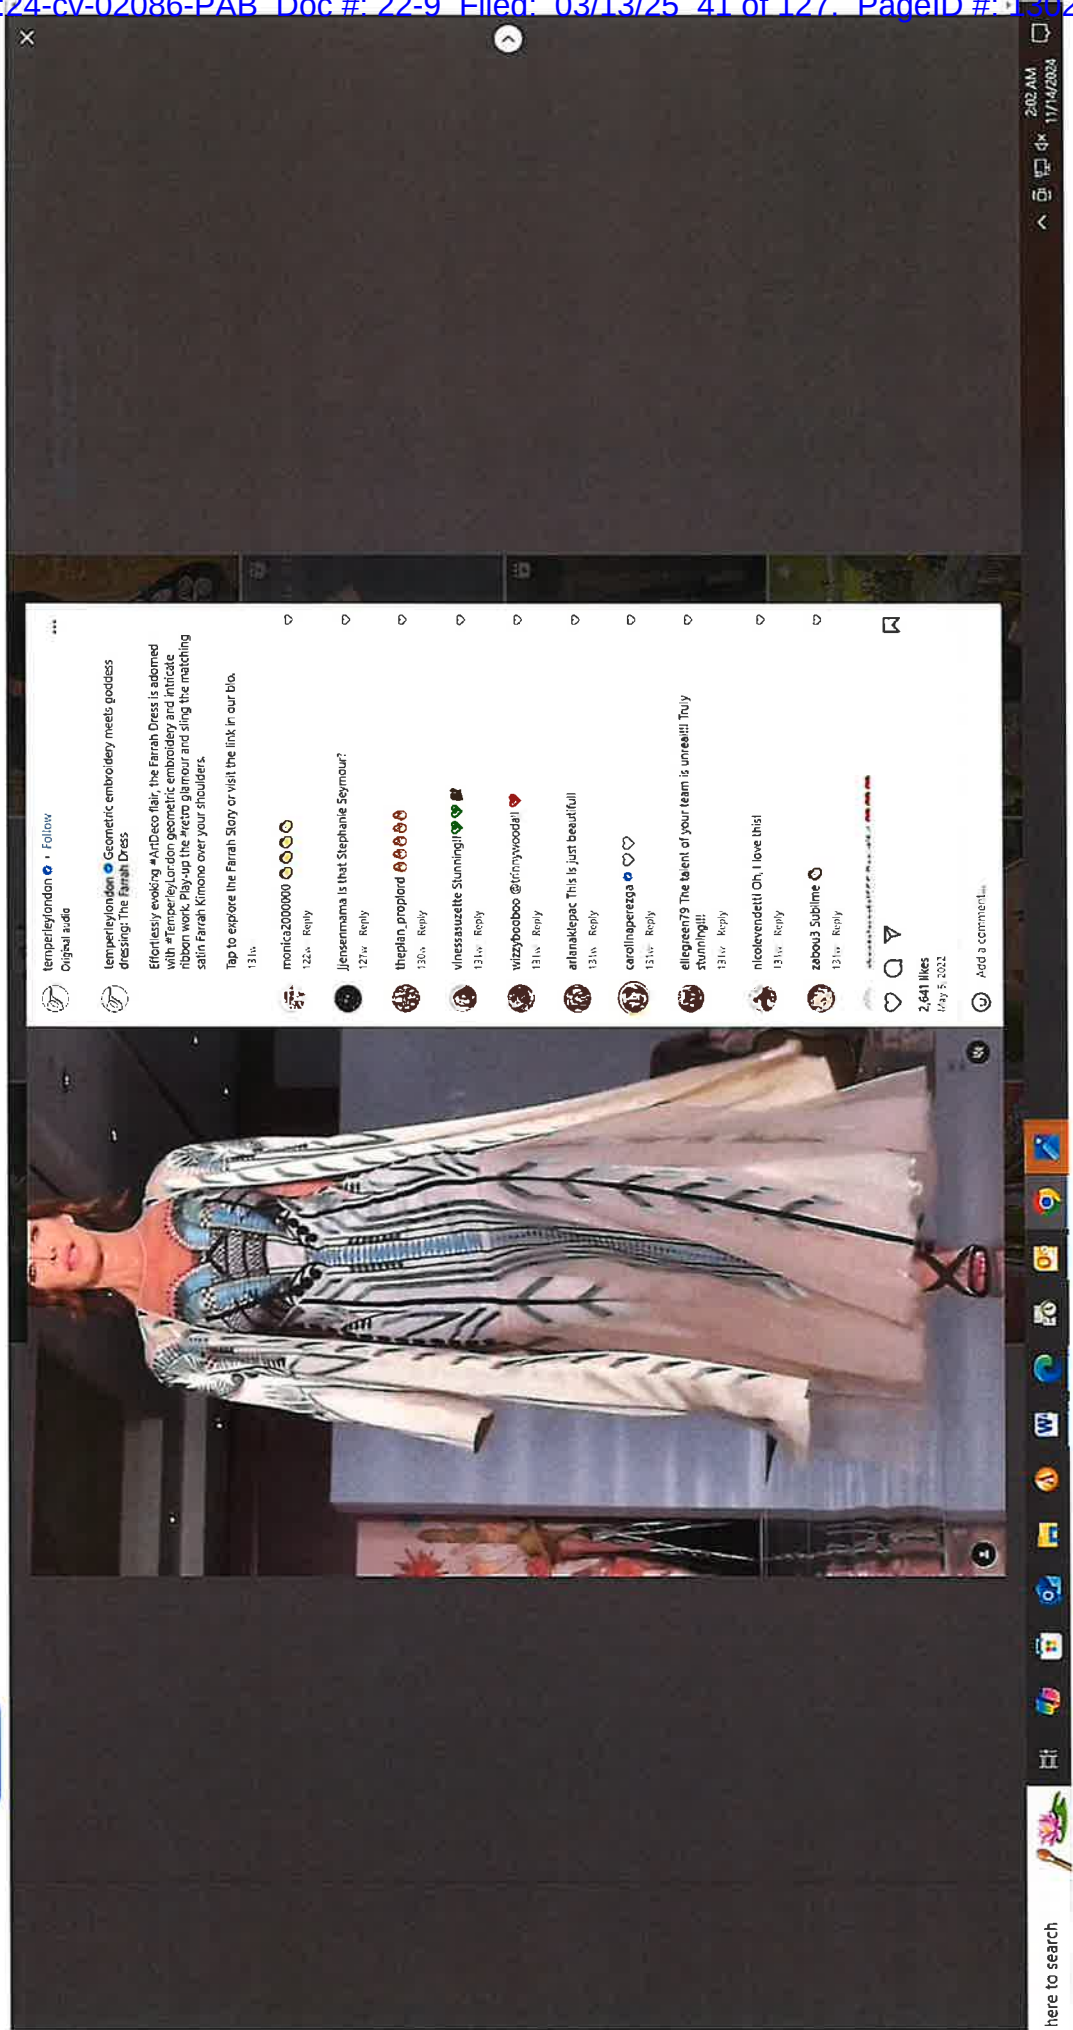 :24-cv-02086-PAB Doc #: 22-9 Filed: 03/13/25 41 of 127. PageID #: 1302
temperleylondon • Follow
Original audio
temperleylondon Geometric embroidery meets goddess
dressing: The Farrah Dress
Effortlessly evoking #ArtDeco flair, the Farrah Dress is adorned
with #TemperleyLondon geometric embroidery and intricate
ribbon work. Play-up the #retro glamour and sling the matching
satin Farrah Kimono over your shoulders.
Tap to explore the Farrah Story or visit the link in our bio.
131w
monica2000000
122w Reply
jjensenmama Is that Stephanie Seymour?
127w Reply
theplan_proplord
130w Reply
vinessasuzette Stunning!!
131w Reply
wizzybooboo @trinnywoodall
131w Reply
arianaklepac This is just beautiful!
131w Reply
carolinaperezga
131w Reply
eliegreen79 The talent of your team is unreal!!! Truly
stunning!!!
131w Reply
nicolevendetti Oh, I love this!
131w Reply
zabou3 Sublime
131w Reply
2,641 likes
May 5, 2022
Add a comment...
here to search
2:02 AM
11/14/2024